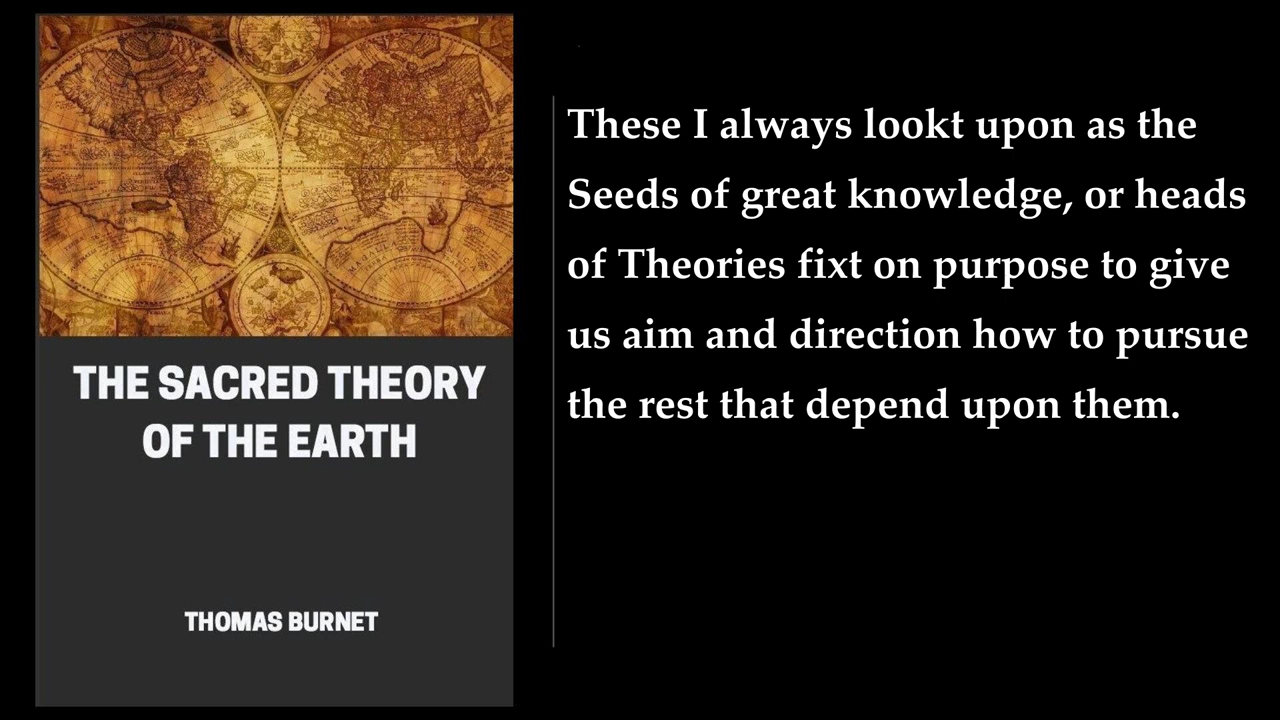 THE SACRED THEORY
OF THE EARTH
THOMAS BURNET
These I always lookt upon as the
Seeds of great knowledge, or heads
of Theories fixt on purpose to give
us aim and direction how to pursue
the rest that depend upon them.